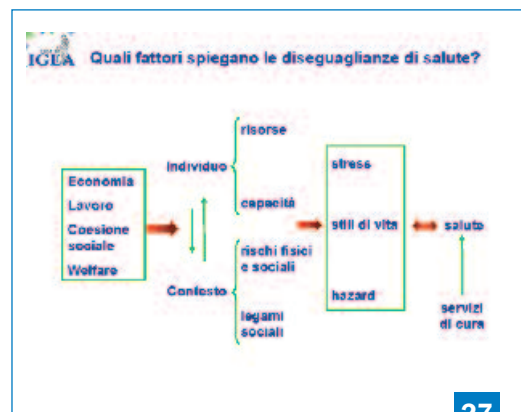 IGEA
Quali fattori spiegano le diseguaglianze di salute?
Economia
Lavoro
Coesione
sociale
Welfare
Individuo
risorse
capacità
Contesto
rischi fisici
e sociali
legami
sociali
stress
stili di vita
hazard
salute
servizi
di cura
27